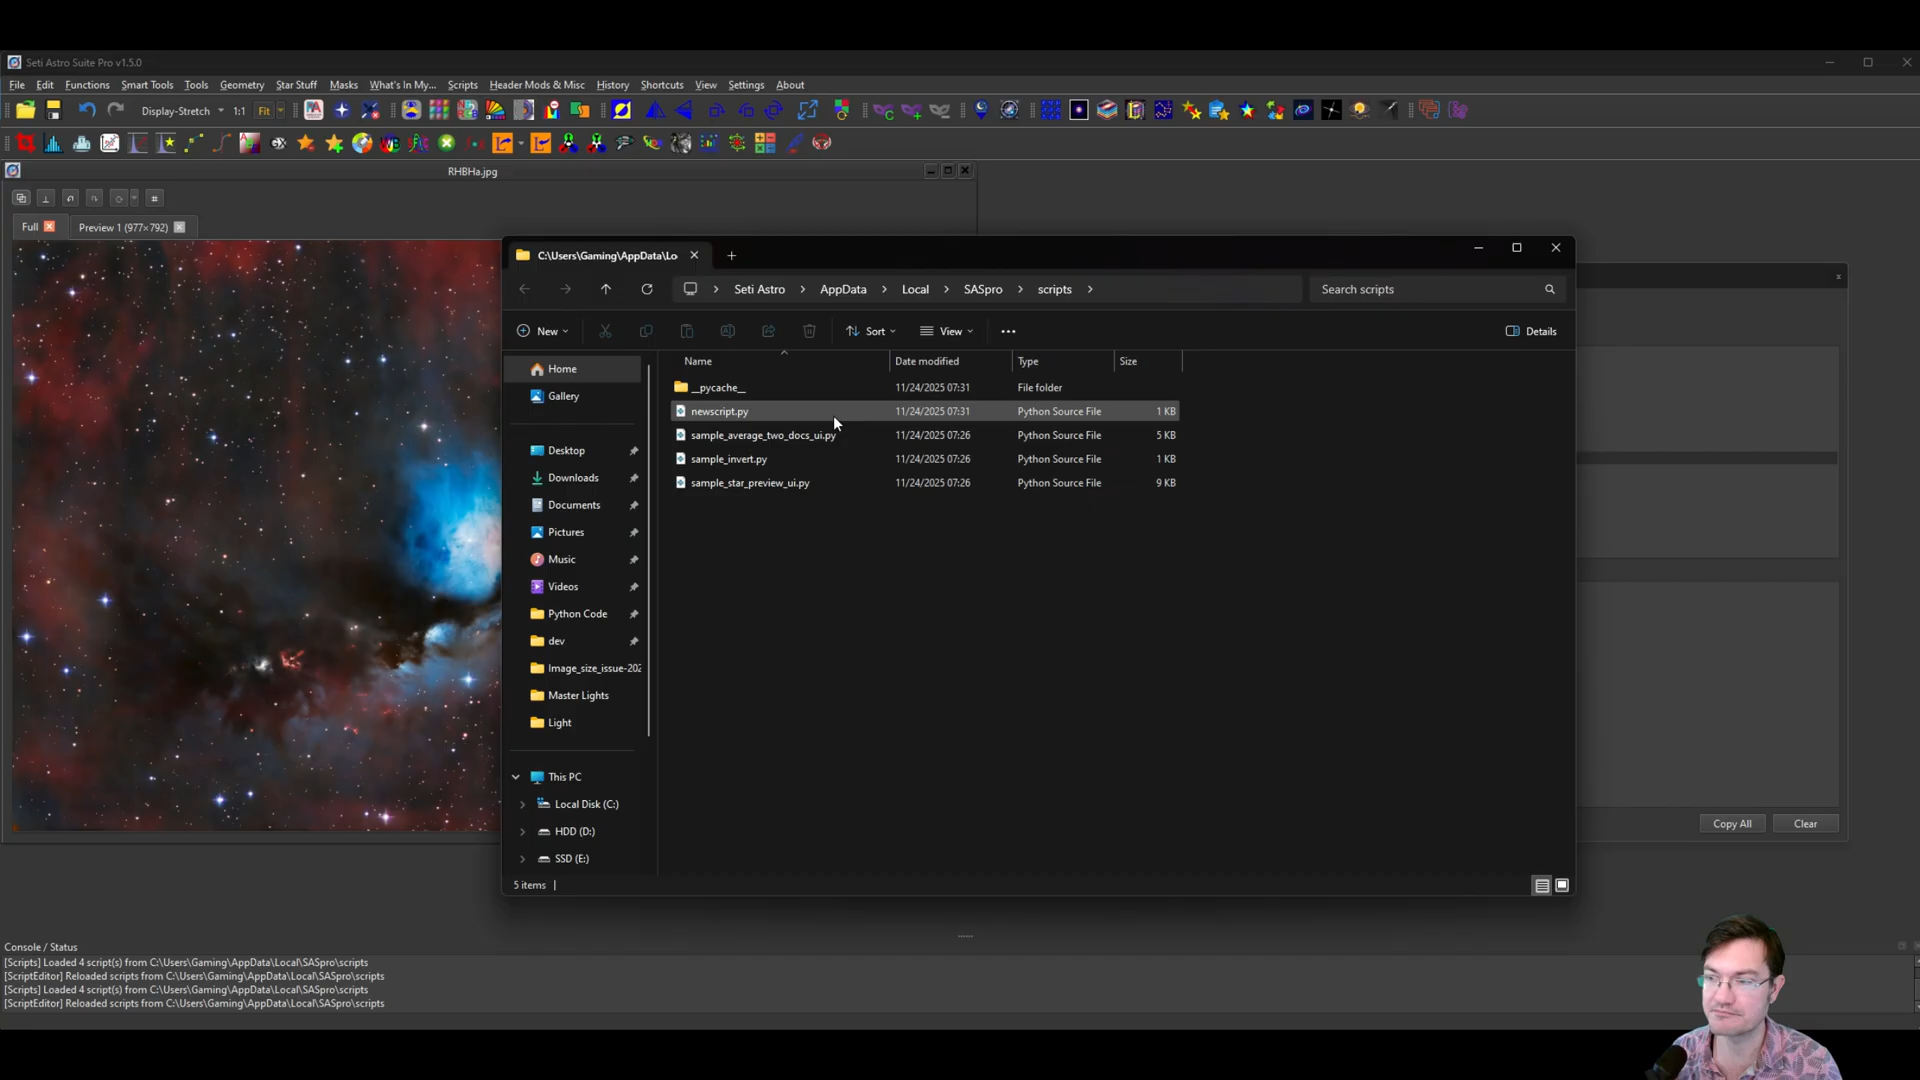 Seti Astro Suite Pro v1.5.0
File Edit Functions Smart Tools Tools Geometry Star Stuff Masks What's In My... Scripts Header Mods & Misc History Shortcuts View Settings About
Display-Stretch 1:1 Fit
RHBHa.jpg
Full Preview 1 (977×792)
C:\Users\Gaming\AppData\Lo
Seti Astro > AppData > Local > SASpro > scripts >
Search scripts
New Sort View Details
Name Date modified Type Size
Home
Gallery
Desktop
Downloads
Documents
Pictures
Music
Videos
Python Code
dev
Image_size_issue-202
Master Lights
Light
This PC
Local Disk (C:)
HDD (D:)
SSD (E:)
__pycache__ 11/24/2025 07:31 File folder
newscript.py 11/24/2025 07:31 Python Source File 1 KB
sample_average_two_docs_ui.py 11/24/2025 07:26 Python Source File 5 KB
sample_invert.py 11/24/2025 07:26 Python Source File 1 KB
sample_star_preview_ui.py 11/24/2025 07:26 Python Source File 9 KB
5 items
Copy All Clear
Console / Status
[Scripts] Loaded 4 script(s) from C:\Users\Gaming\AppData\Local\SASpro\scripts
[ScriptEditor] Reloaded scripts from C:\Users\Gaming\AppData\Local\SASpro\scripts
[Scripts] Loaded 4 script(s) from C:\Users\Gaming\AppData\Local\SASpro\scripts
[ScriptEditor] Reloaded scripts from C:\Users\Gaming\AppData\Local\SASpro\scripts